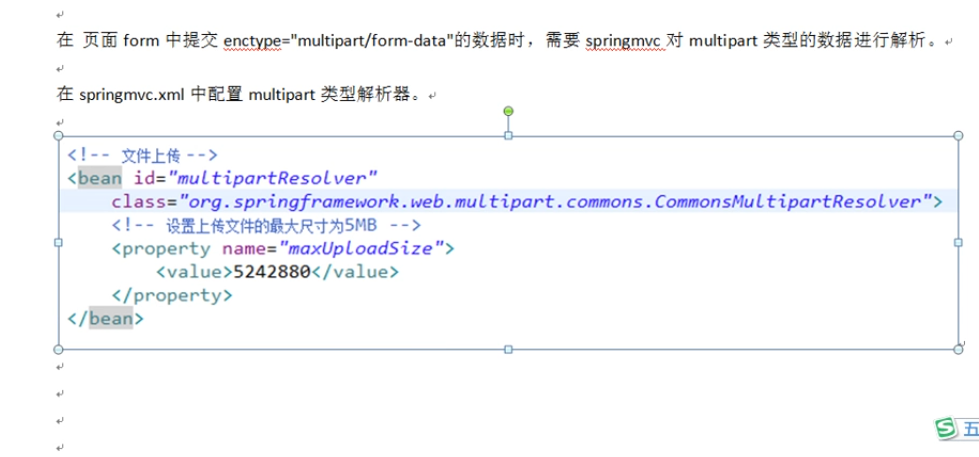 在 页面 form 中提交 enctype="multipart/form-data"的数据时，需要 springmvc 对 multipart 类型的数据进行解析。
在 springmvc.xml 中配置 multipart 类型解析器。
<!-- 文件上传 -->
<bean id="multipartResolver"
class="org.springframework.web.multipart.commons.CommonsMultipartResolver">
<!-- 设置上传文件的最大尺寸为5MB -->
<property name="maxUploadSize">
<value>5242880</value>
</property>
</bean>
S 五